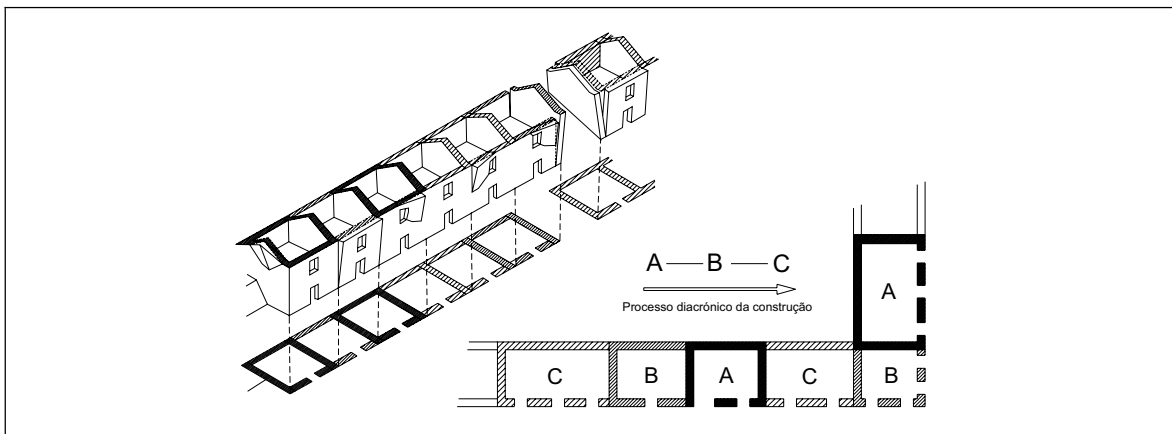 A — B — C
Processo diacrónico da construção
A
C B A C B